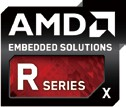 AMD
EMBEDDED SOLUTIONS
R SERIES
X